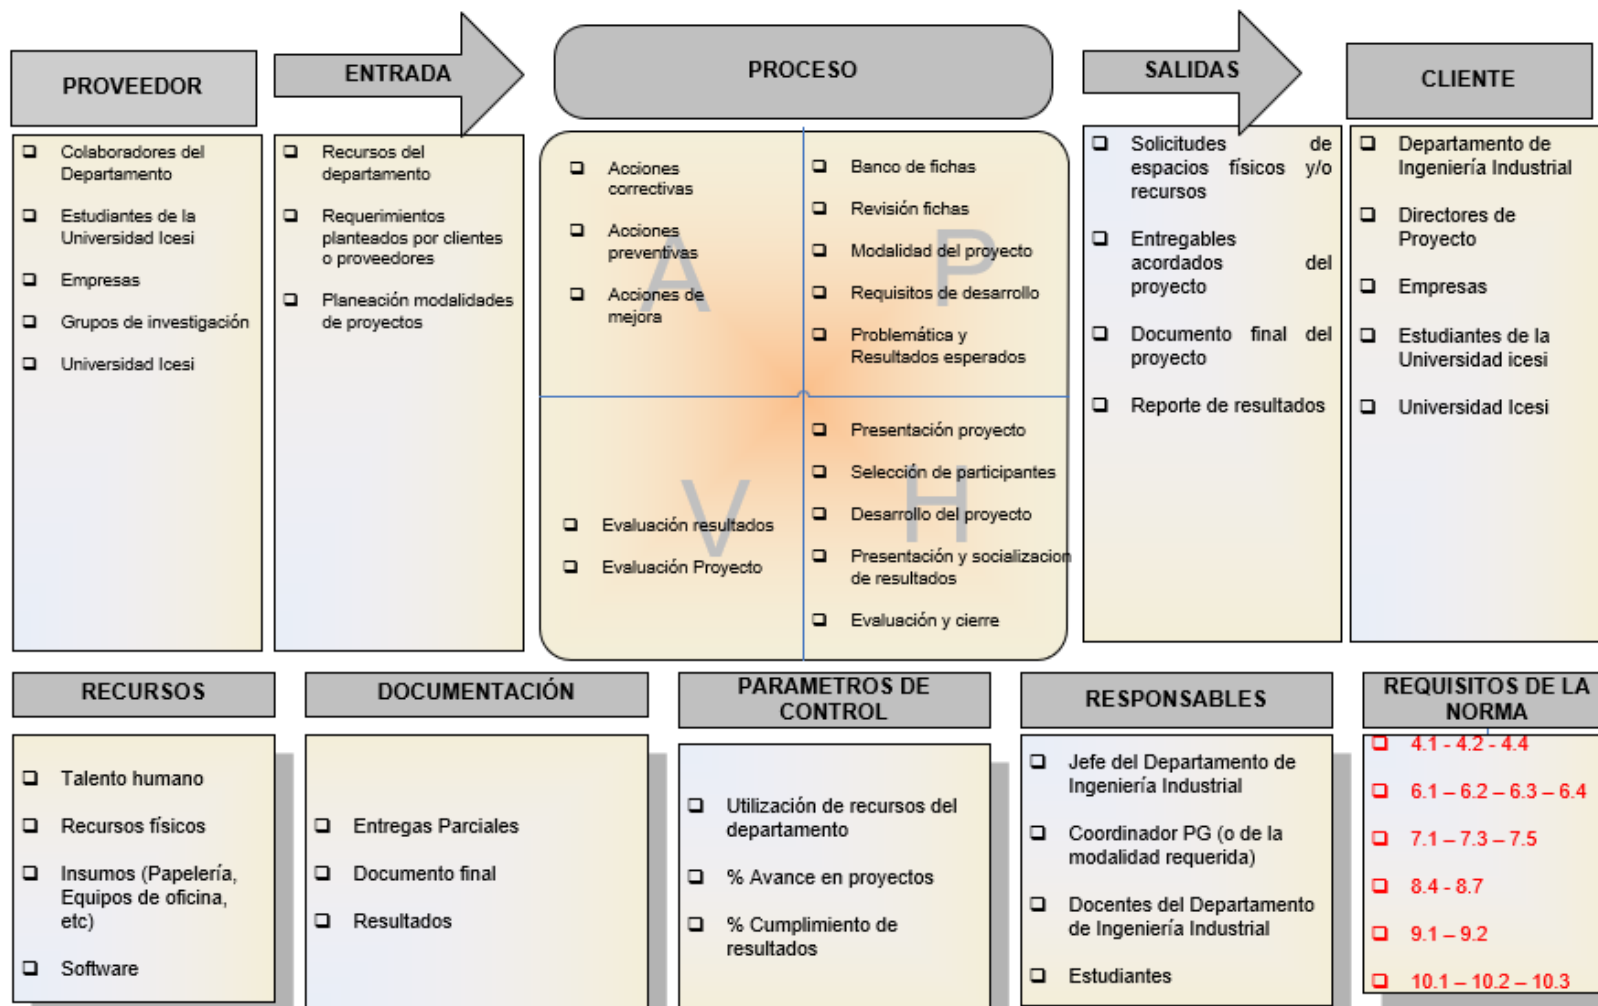 PROVEEDOR
ENTRADA
PROCESO
SALIDAS
CLIENTE
Colaboradores del
Departamento
Estudiantes de la
Universidad Icesi
Empresas
Grupos de investigación
Universidad Icesi
Recursos del
departamento
Requerimientos
planteados por clientes
o proveedores
Planeación modalidades
de proyectos
A
Acciones
correctivas
Acciones
preventivas
Acciones de
mejora
P
Banco de fichas
Revisión fichas
Modalidad del proyecto
Requisitos de desarrollo
Problemática y
Resultados esperados
V
Evaluación resultados
Evaluación Proyecto
H
Presentación proyecto
Selección de participantes
Desarrollo del proyecto
Presentación y socializacion
de resultados
Evaluación y cierre
Solicitudes de
espacios físicos y/o
recursos
Entregables
acordados del
proyecto
Documento final del
proyecto
Reporte de resultados
Departamento de
Ingeniería Industrial
Directores de
Proyecto
Empresas
Estudiantes de la
Universidad icesi
Universidad Icesi
RECURSOS
DOCUMENTACIÓN
PARAMETROS DE
CONTROL
RESPONSABLES
REQUISITOS DE LA
NORMA
Talento humano
Recursos físicos
Insumos (Papelería,
Equipos de oficina,
etc)
Software
Entregas Parciales
Documento final
Resultados
Utilización de recursos del
departamento
% Avance en proyectos
% Cumplimiento de
resultados
Jefe del Departamento de
Ingeniería Industrial
Coordinador PG (o de la
modalidad requerida)
Docentes del Departamento
de Ingeniería Industrial
Estudiantes
4.1 - 4.2 - 4.4
6.1 – 6.2 – 6.3 – 6.4
7.1 – 7.3 – 7.5
8.4 - 8.7
9.1 – 9.2
10.1 – 10.2 – 10.3